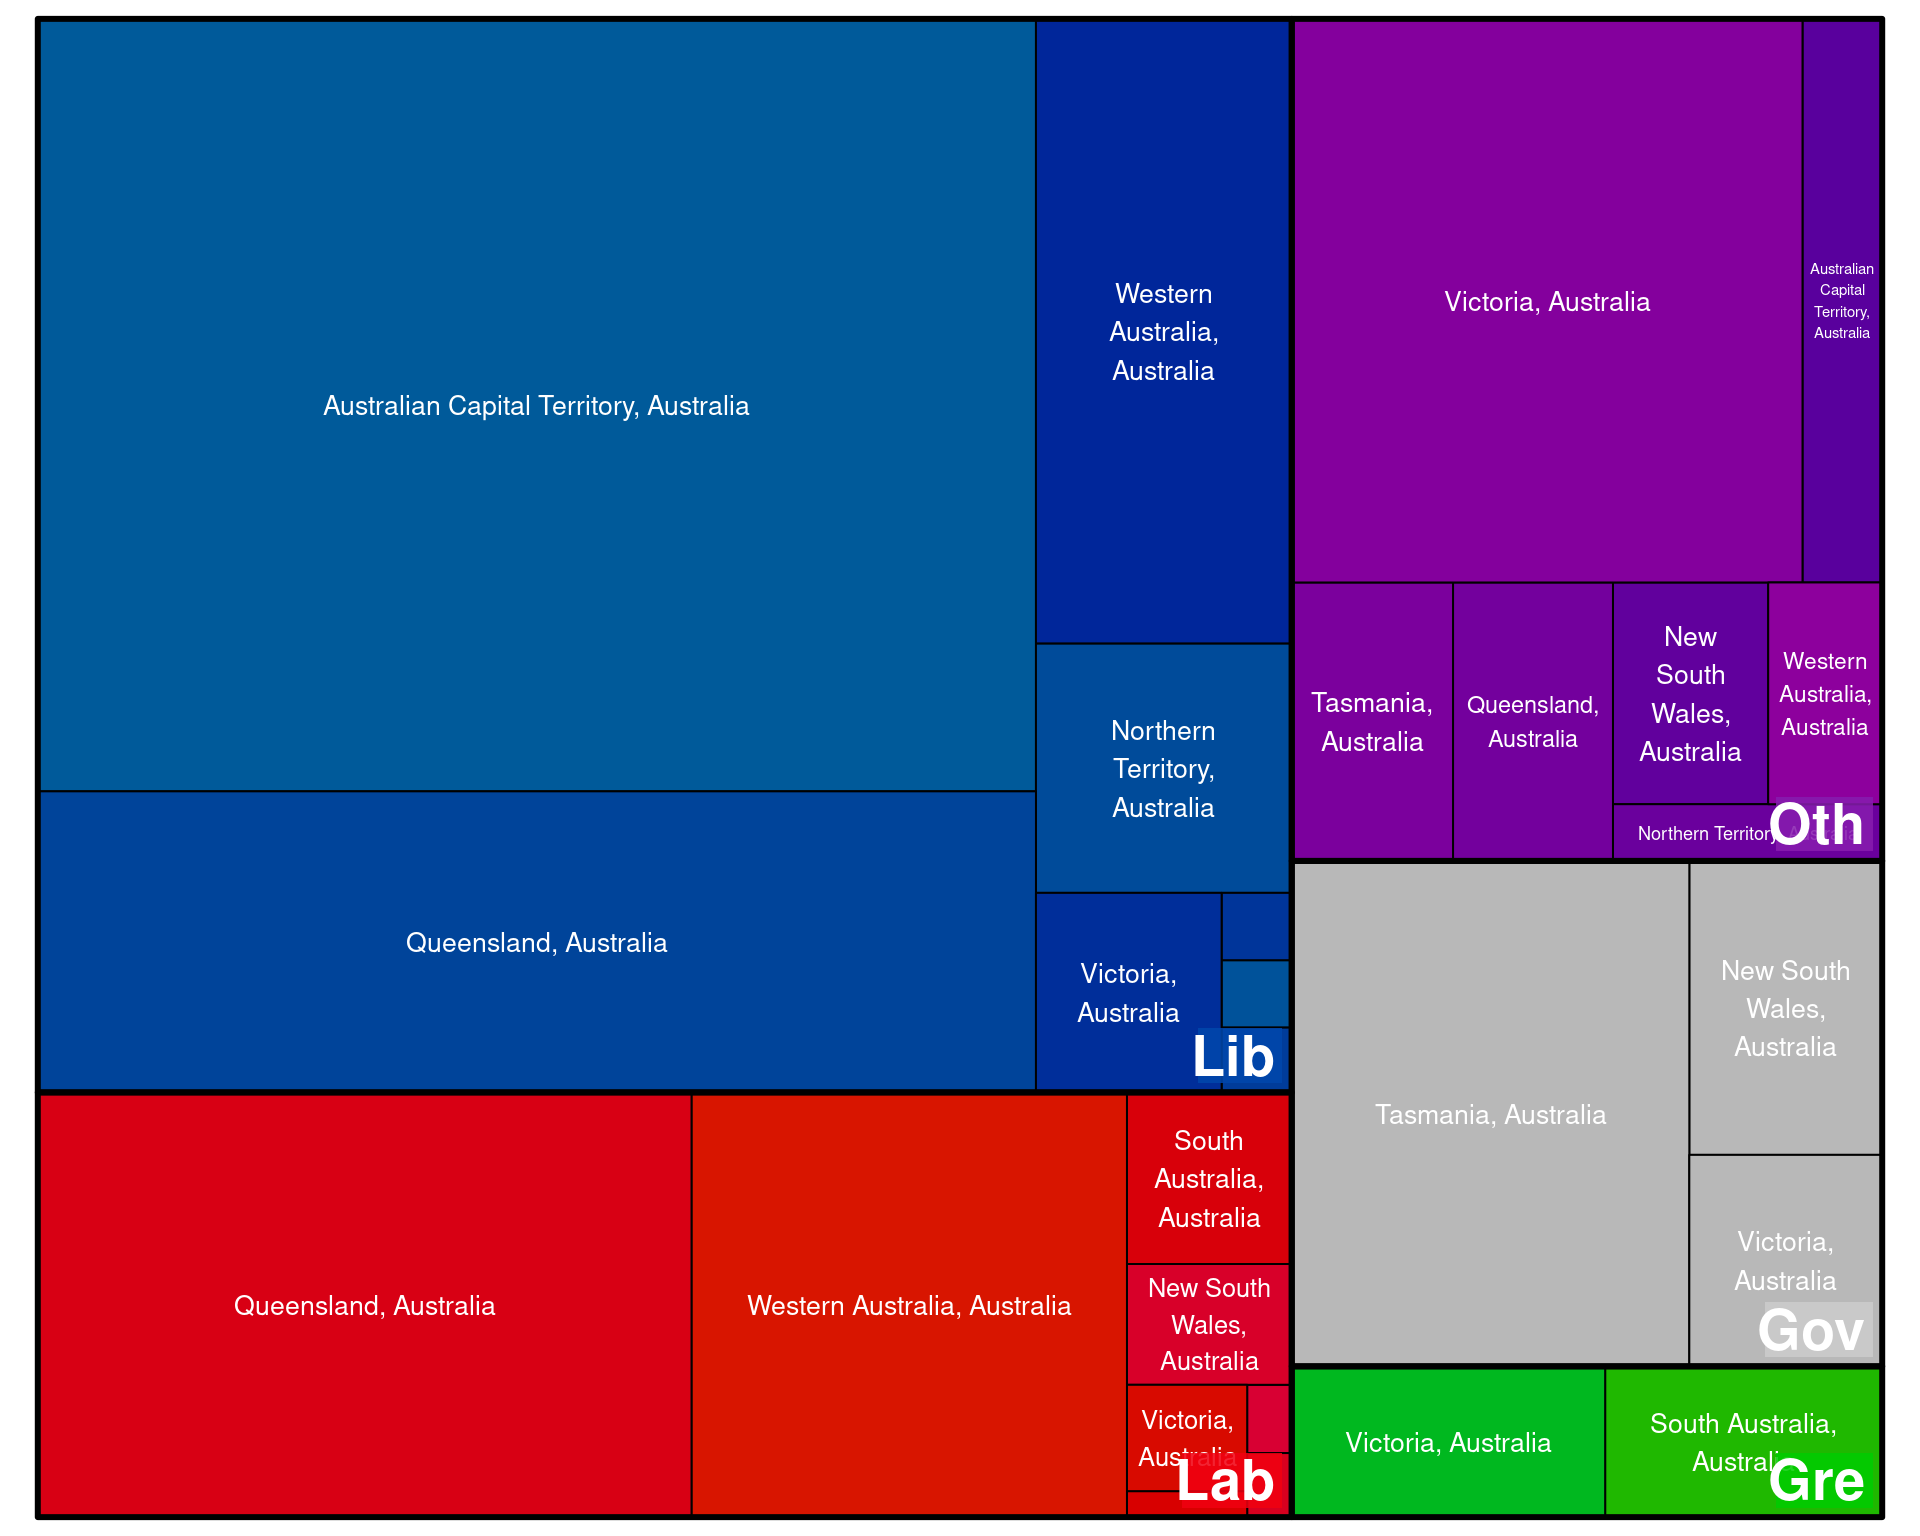 Australian Capital Territory, Australia
Western
Australia,
Australia
Northern
Territory,
Australia
Queensland, Australia
Victoria,
Australia
Lib
Queensland, Australia
Western Australia, Australia
South
Australia,
Australia
New South
Wales,
Australia
Victoria,
Australia
Lab
Victoria, Australia
Australian
Capital
Territory,
Australia
Tasmania,
Australia
Queensland,
Australia
New
South
Wales,
Australia
Western
Australia,
Australia
Northern Territory,
Oth
Tasmania, Australia
New South
Wales,
Australia
Victoria,
Australia
Gov
Victoria, Australia
South Australia,
Australia
Gre